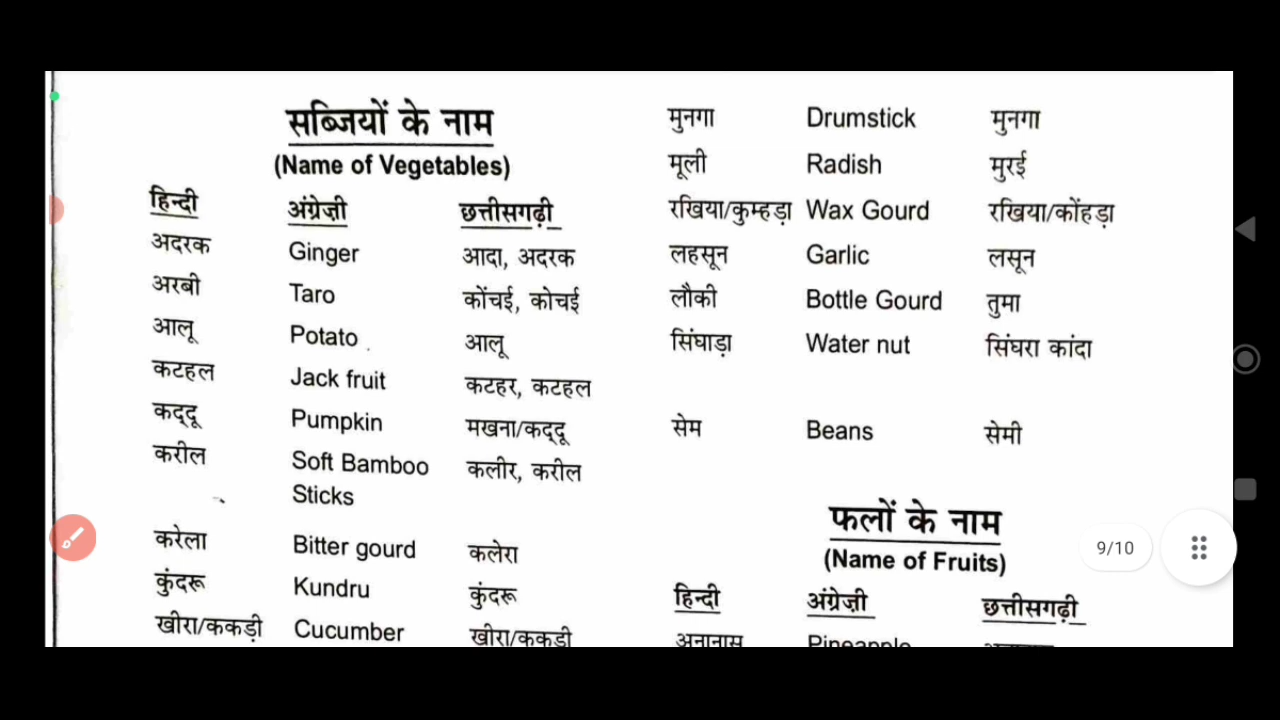 सब्जियों के नाम
(Name of Vegetables)
हिन्दी अंग्रेज़ी छत्तीसगढ़ी
अदरक Ginger आदा, अदरक
अरबी Taro कोंचई, कोचई
आलू Potato आलू
कटहल Jack fruit कटहर, कटहल
कद्दू Pumpkin मखना/कद्दू
करील Soft Bamboo कलीर, करील
Sticks
करेला Bitter gourd कलेरा
कुंदरू Kundru कुंदरू
खीरा/ककड़ी Cucumber खीरा/ककड़ी
मुनगा Drumstick मुनगा
मूली Radish मुरई
रखिया/कुम्हड़ा Wax Gourd रखिया/कोंहड़ा
लहसून Garlic लसून
लौकी Bottle Gourd तुमा
सिंघाड़ा Water nut सिंघरा कांदा
सेम Beans सेमी
फलों के नाम
(Name of Fruits)
हिन्दी अंग्रेज़ी छत्तीसगढ़ी
अनानास Pineapple
9/10